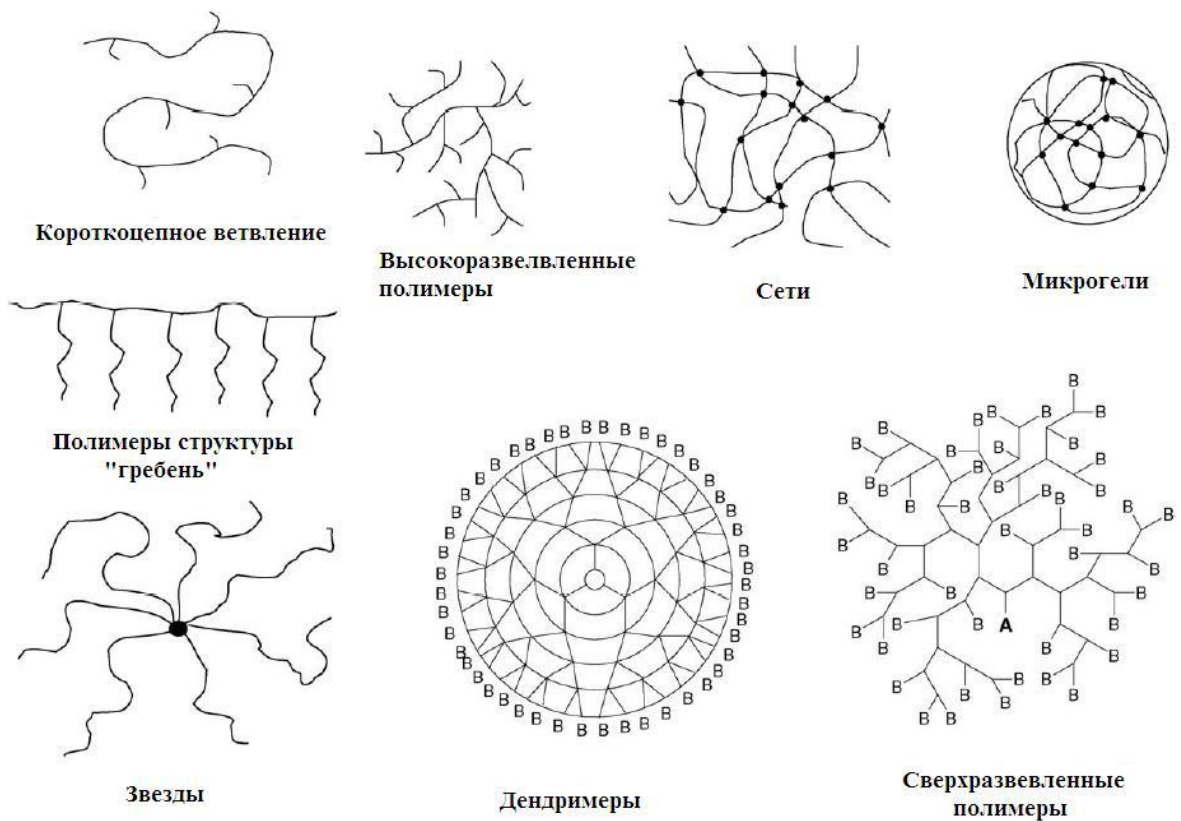 Короткоцепное ветвление
Высокоразвелвленные
полимеры
Сети
Микрогели
Полимеры структуры
"гребень"
Звезды
B
Дендримеры
B
A
Сверхразвевленные
полимеры